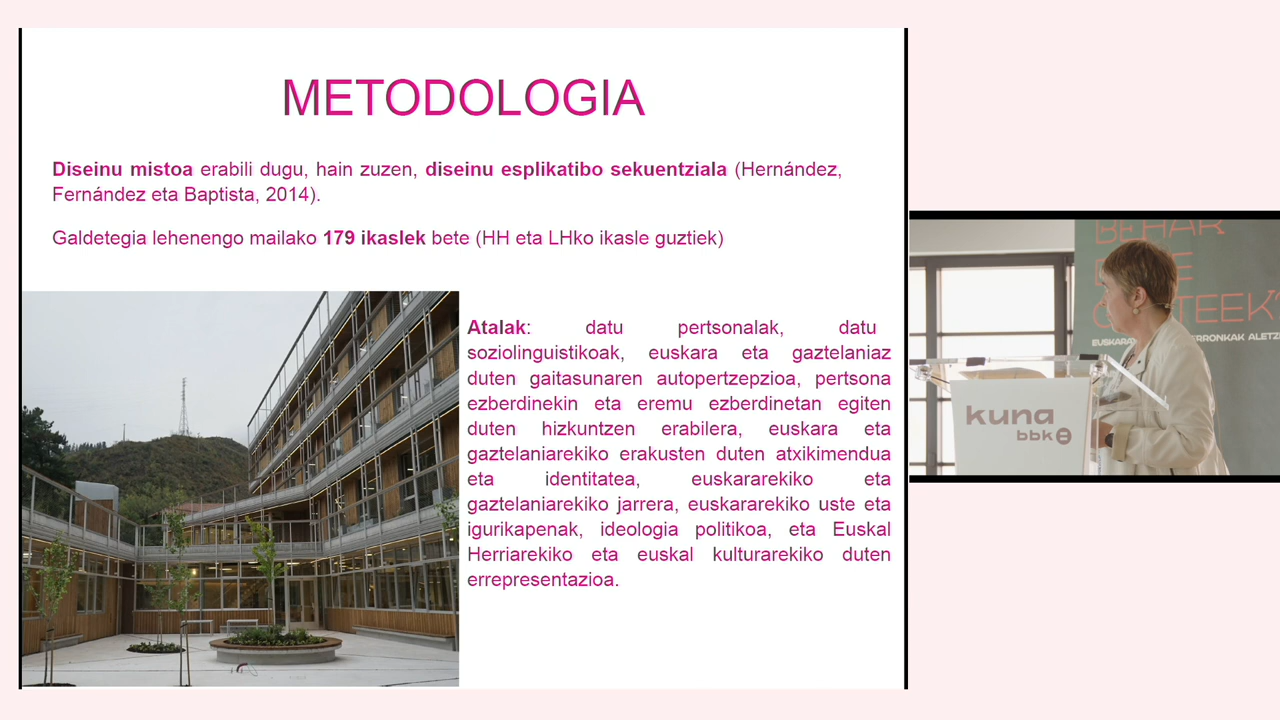 METODOLOGIA
Diseinu mistoa erabili dugu, hain zuzen, diseinu esplikatibo sekuentziala (Hernández,
Fernández eta Baptista, 2014).
Galdetegia lehenengo mailako 179 ikaslek bete (HH eta LHko ikasle guztiek)
Atalak: datu pertsonalak, datu
soziolinguistikoak, euskara eta gaztelaniaz
duten gaitasunaren autopertzepzioa, pertsona
ezberdinekin eta eremu ezberdinetan egiten
duten hizkuntzen erabilera, euskara eta
gaztelaniarekiko erakusten duten atxikimendua
eta identitatea, euskararekiko eta
gaztelaniarekiko jarrera, euskararekiko uste eta
igurikapenak, ideologia politikoa, eta Euskal
Herriarekiko eta euskal kulturarekiko duten
errepresentazioa.
BEHAR
kuna
bbk